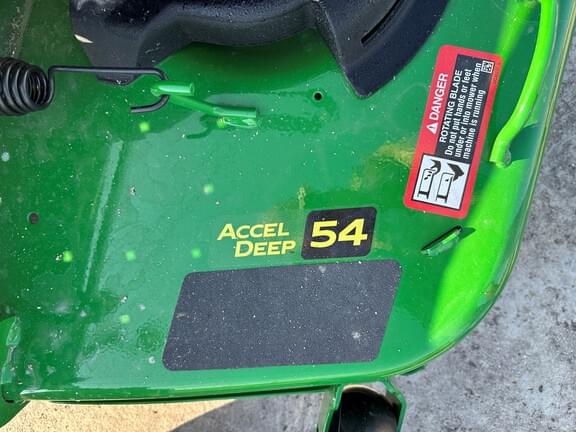 DANGER
ROTATING BLADE
Do not put hands or feet
under or into mower when
machine is running
ACCEL
DEEP
54